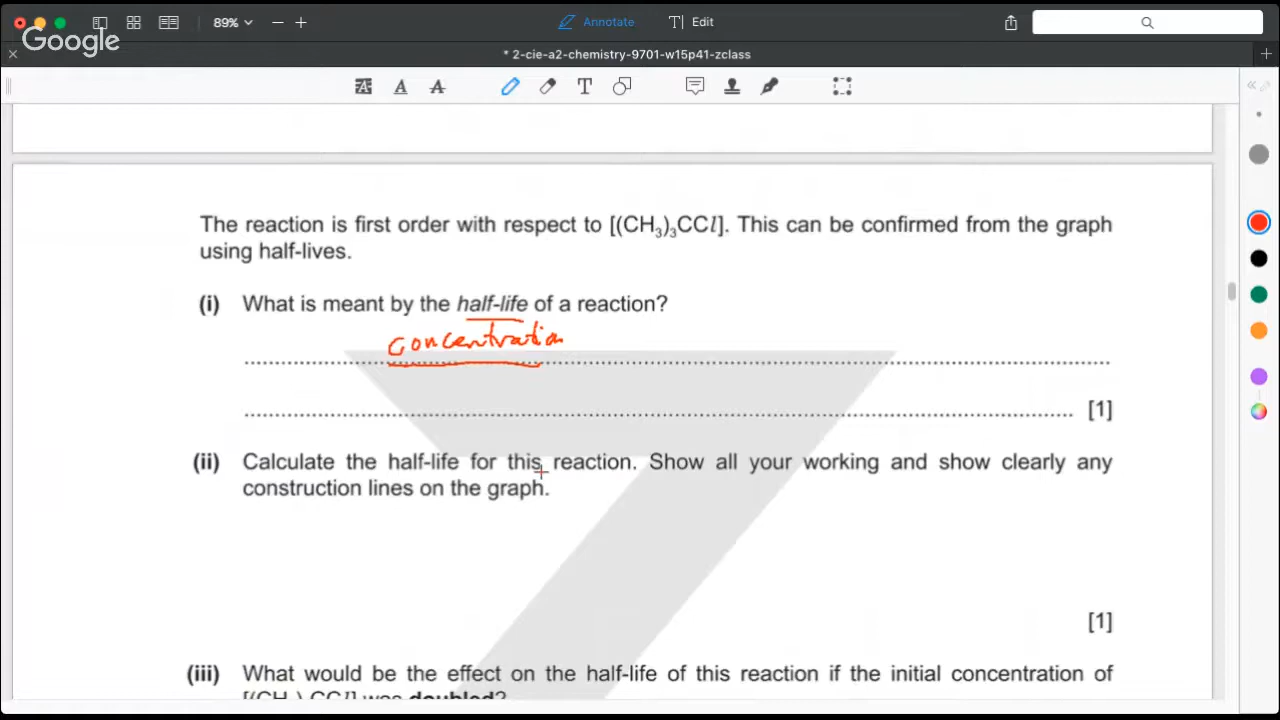 89%
Annotate
T| Edit
Google
* 2-cie-a2-chemistry-9701-w15p41-zclass
The reaction is first order with respect to [(CH₃)₃CCl]. This can be confirmed from the graph
using half-lives.
(i) What is meant by the half-life of a reaction?
concentration
[1]
(ii) Calculate the half-life for this reaction. Show all your working and show clearly any
construction lines on the graph.
[1]
(iii) What would be the effect on the half-life of this reaction if the initial concentration of
[(CH₃)₃CCl] was doubled?